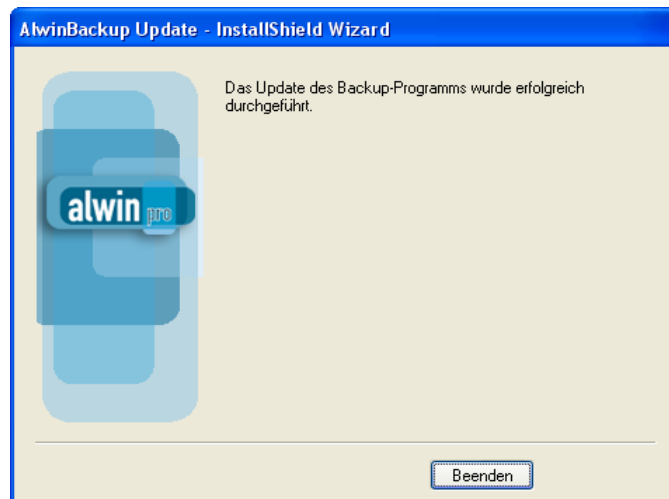 AlwinBackup Update - InstallShield Wizard
Das Update des Backup-Programms wurde erfolgreich
durchgeführt.
alwin pro
Beenden